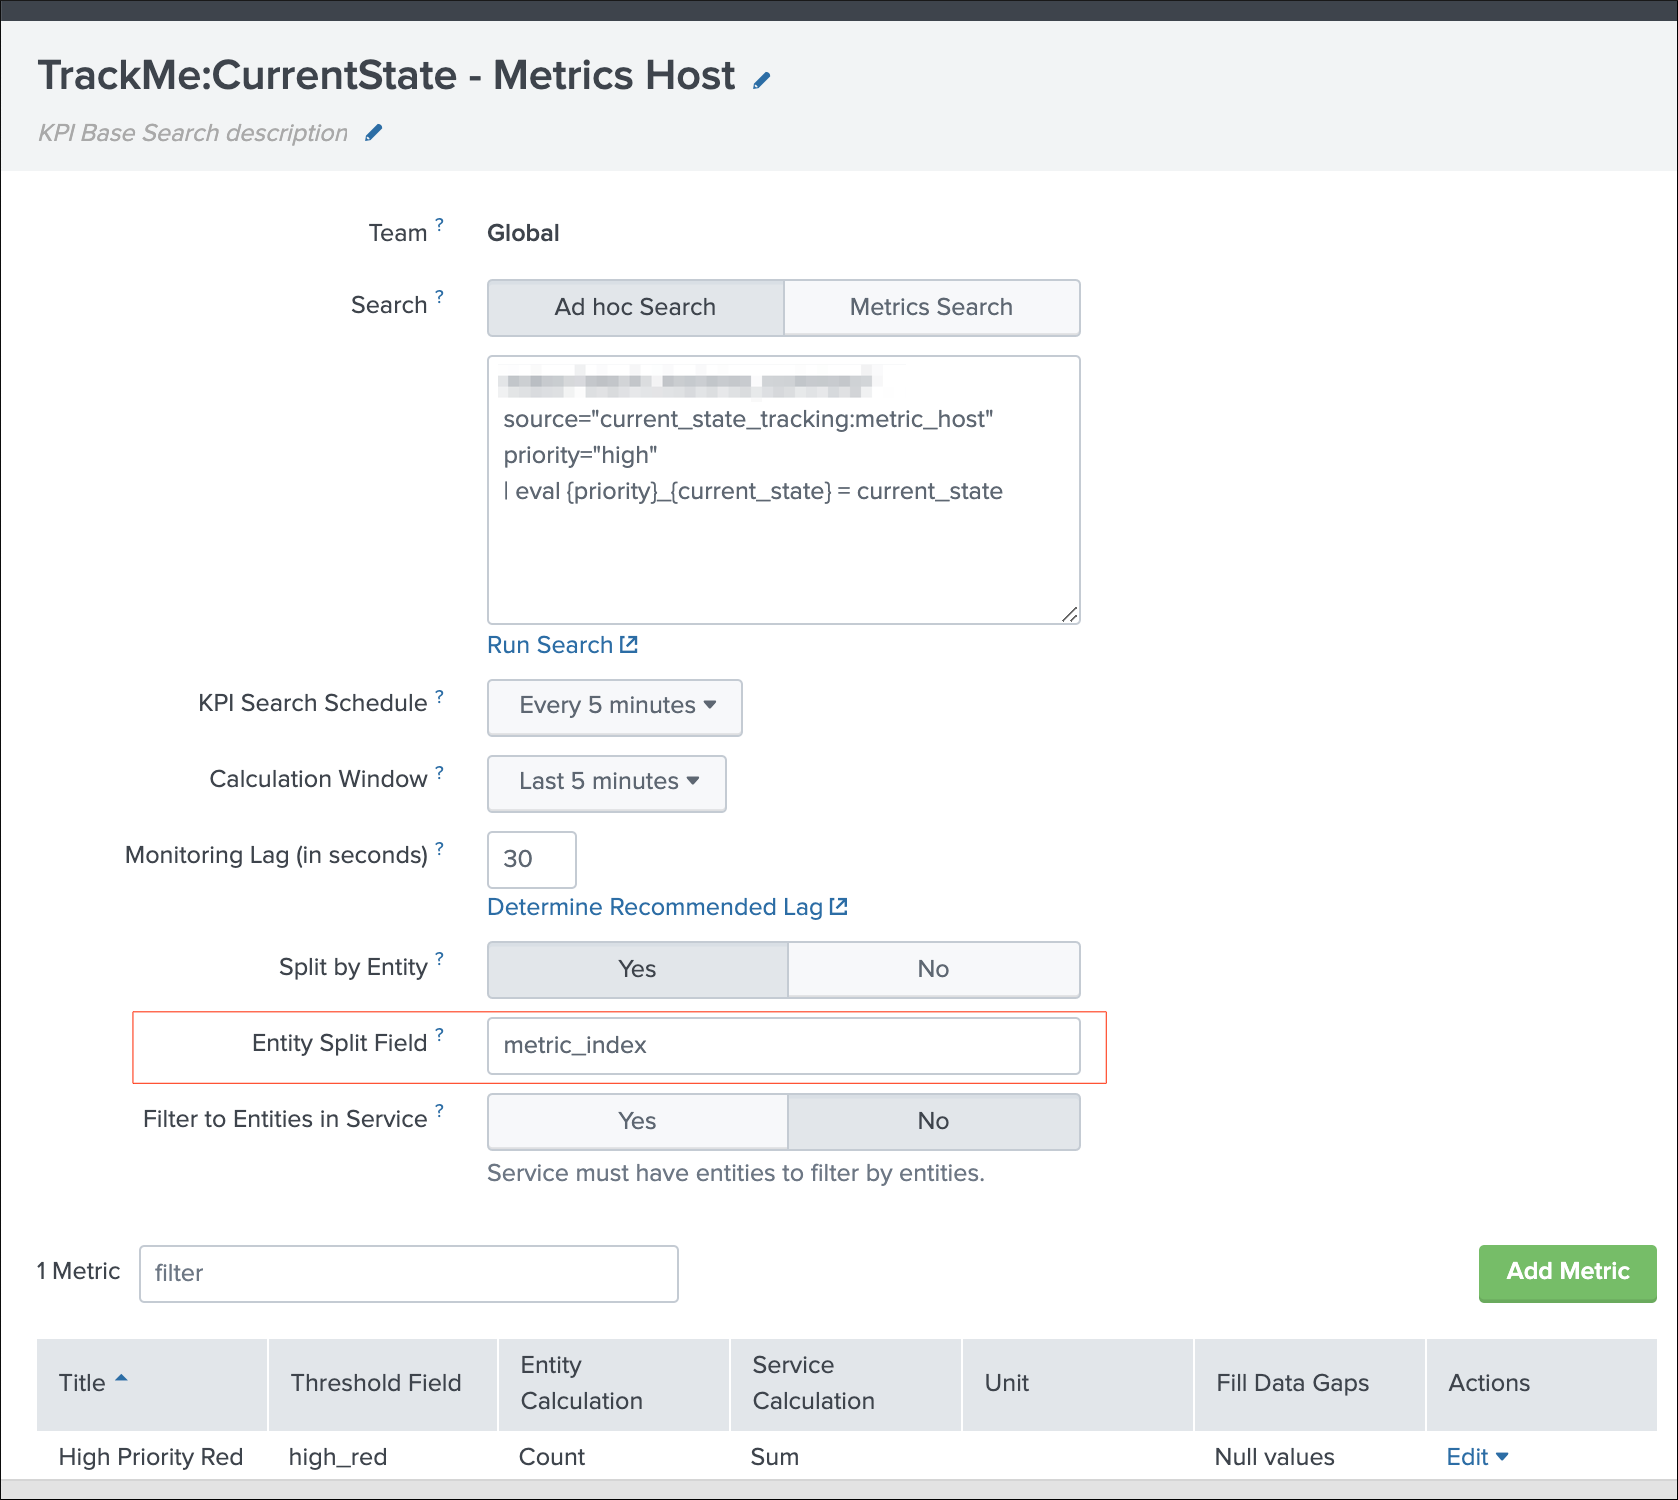 TrackMe:CurrentState - Metrics Host
KPI Base Search description
Team ?
Global
Search ?
Ad hoc Search
Metrics Search
source="current_state_tracking:metric_host"
priority="high"
| eval {priority}_{current_state} = current_state
Run Search
KPI Search Schedule ?
Every 5 minutes
Calculation Window ?
Last 5 minutes
Monitoring Lag (in seconds) ?
30
Determine Recommended Lag
Split by Entity ?
Yes
No
Entity Split Field ?
metric_index
Filter to Entities in Service ?
Yes
No
Service must have entities to filter by entities.
1 Metric
filter
Add Metric
Title
Threshold Field
Entity
Calculation
Service
Calculation
Unit
Fill Data Gaps
Actions
High Priority Red
high_red
Count
Sum
Null values
Edit